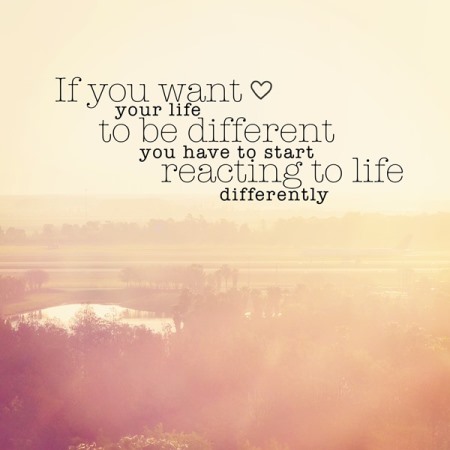 If you want ♡
your life
to be different
you have to start
reacting to life
differently